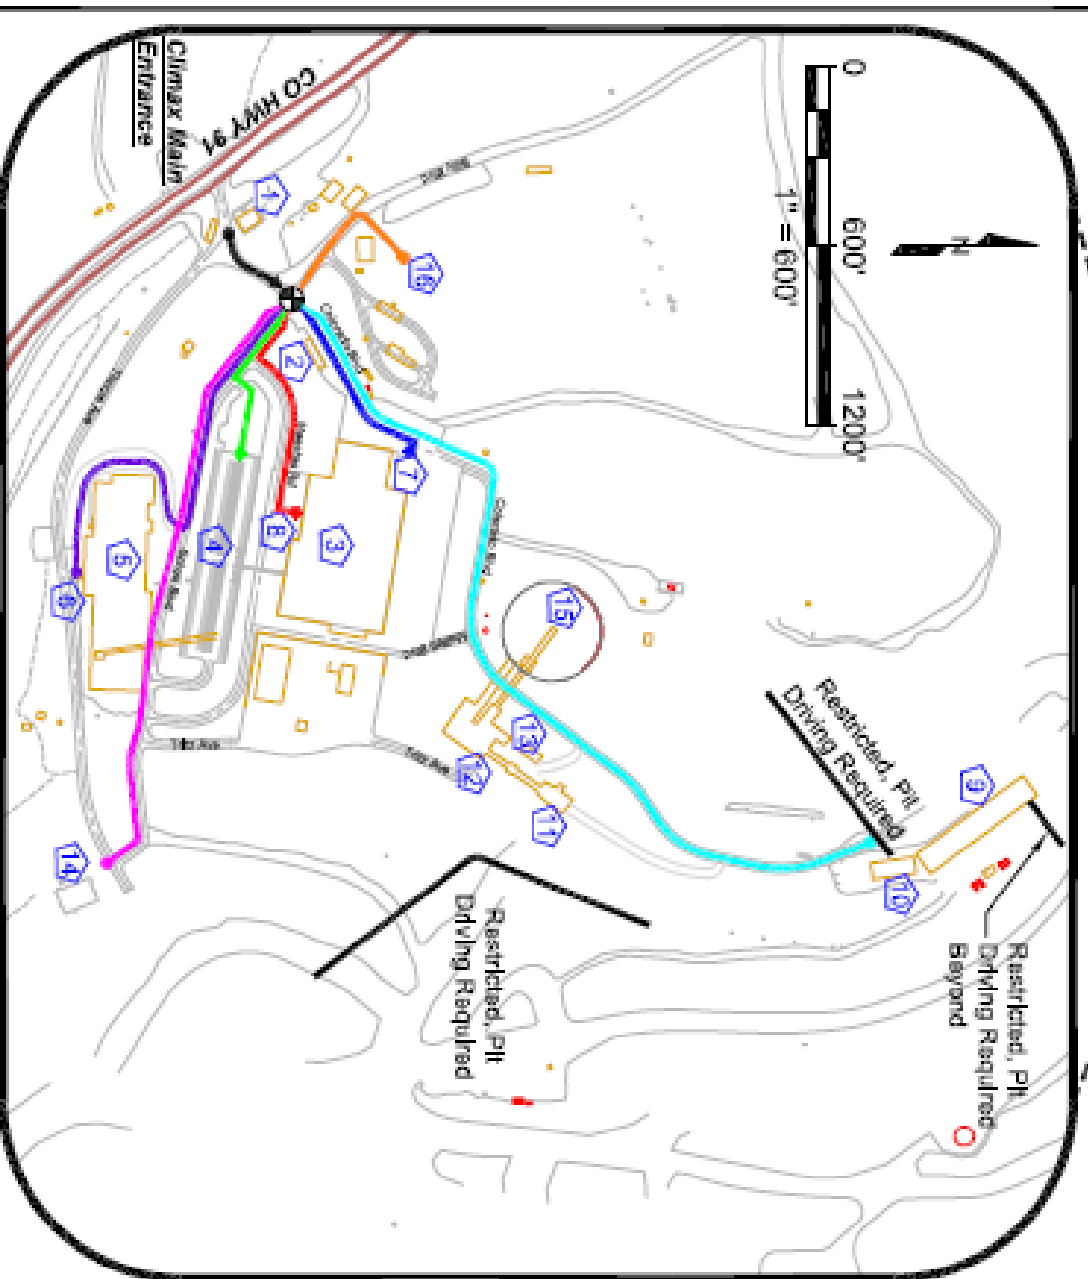 Climax Main
Entrance
CO HWY 91
0
600'
1200'
1" = 600'
N
1
16
2
1
8
3
4
5
6
15
13
12
11
14
9
10
Restricted, Pit
Driving Required
Restricted, Pit
Driving Required
Beyond
Restricted, Pit
Driving Required